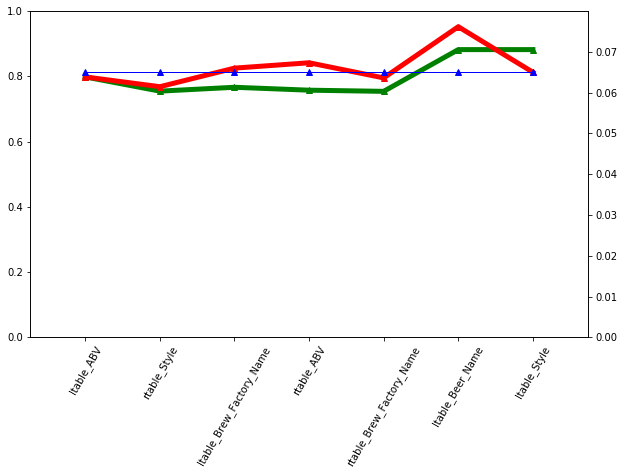 1.0
0.8
0.6
0.4
0.2
0.0
0.07
0.06
0.05
0.04
0.03
0.02
0.01
0.00
ltable_ABV
rtable_Style
ltable_Brew_Factory_Name
rtable_ABV
rtable_Brew_Factory_Name
ltable_Beer_Name
ltable_Style